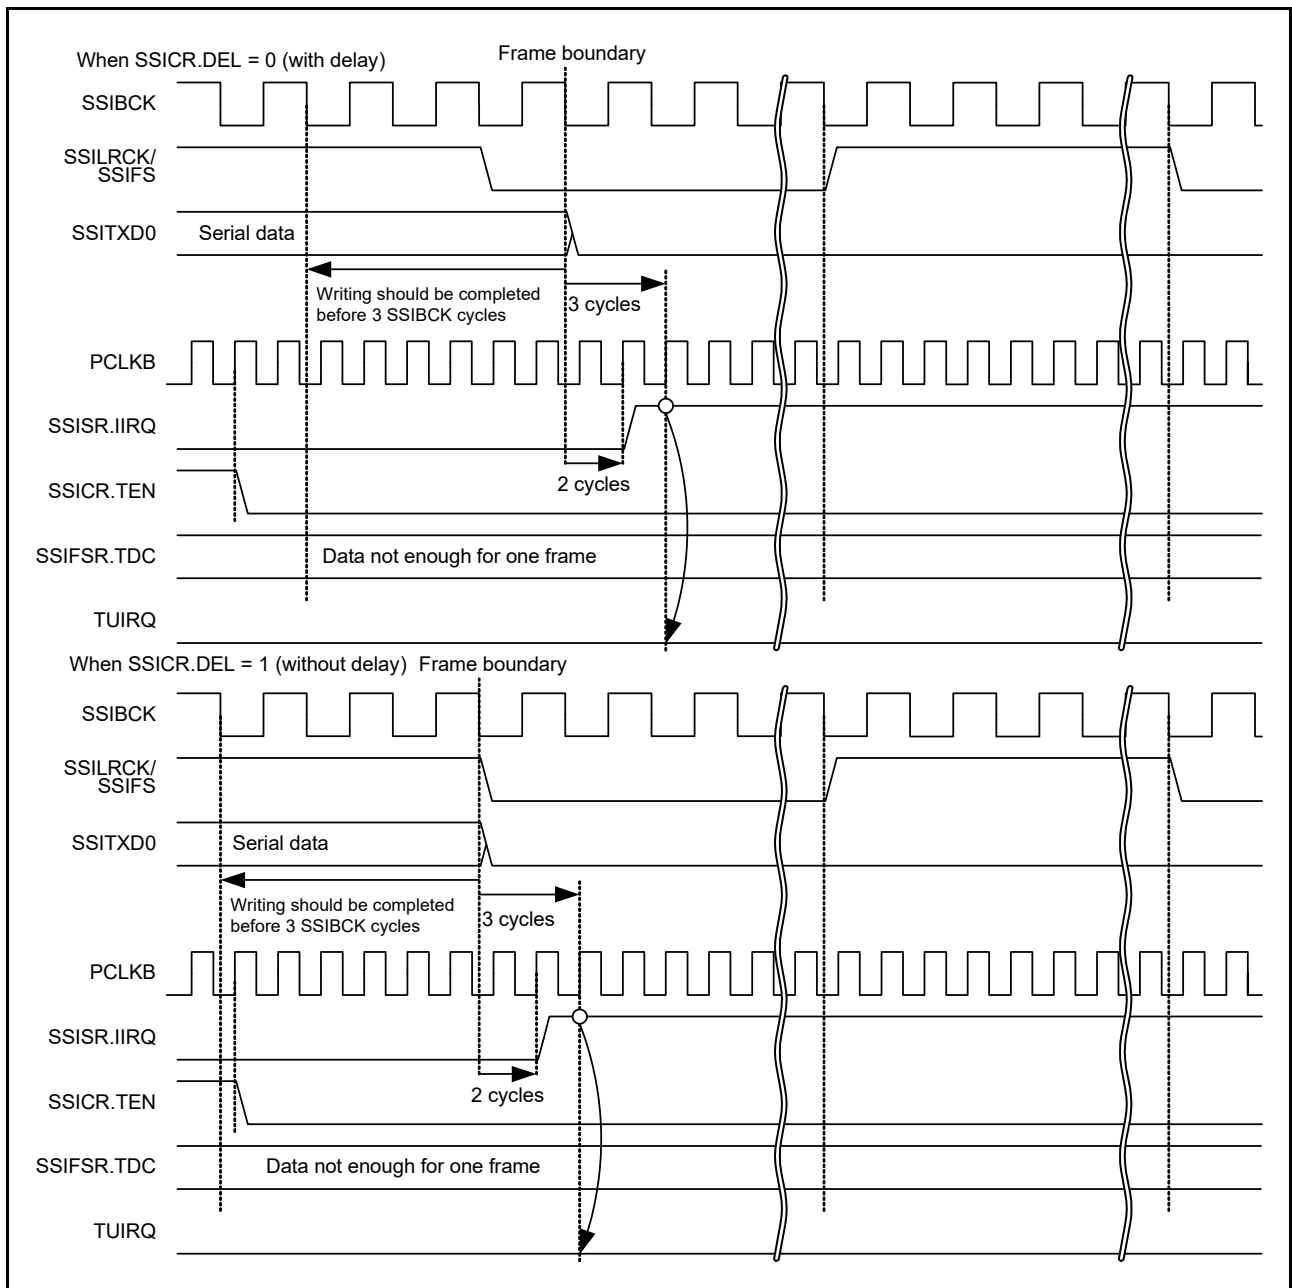 When SSICR.DEL = 0 (with delay)
Frame boundary
SSIBCK
SSILRCK/
SSIFS
SSITXD0
Serial data
Writing should be completed
before 3 SSIBCK cycles
3 cycles
PCLKB
SSISR.IIRQ
2 cycles
SSICR.TEN
SSIFSR.TDC
Data not enough for one frame
TUIRQ
When SSICR.DEL = 1 (without delay)
Frame boundary
SSIBCK
SSILRCK/
SSIFS
SSITXD0
Serial data
Writing should be completed
before 3 SSIBCK cycles
3 cycles
PCLKB
SSISR.IIRQ
2 cycles
SSICR.TEN
SSIFSR.TDC
Data not enough for one frame
TUIRQ